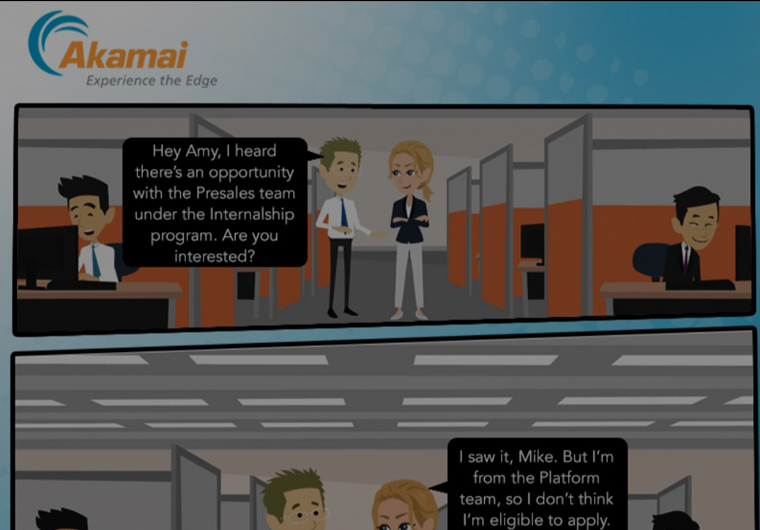 Akamai
Experience the Edge
Hey Amy, I heard
there's an opportunity
with the Presales team
under the Internalship
program. Are you
interested?
I saw it, Mike. But I'm
from the Platform
team, so I don't think
I'm eligible to apply.